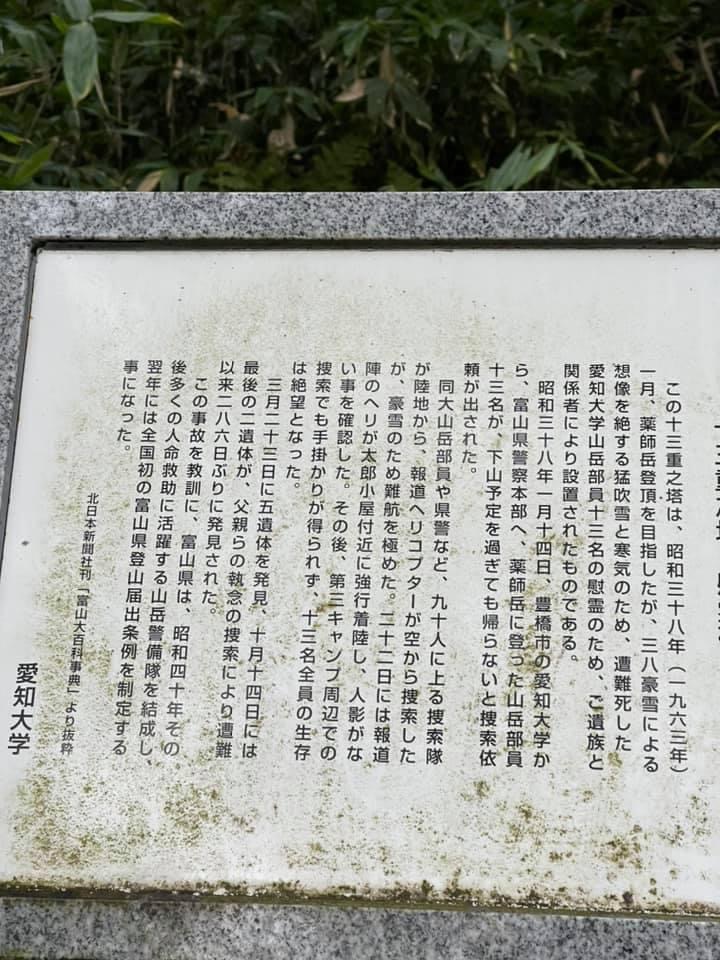 この十三重之塔は、昭和三十八年（一九六三年）
一月、薬師岳登頂を目指したが、三八豪雪による
想像を絶する猛吹雪と寒気のため、遭難死した
愛知大学山岳部員十三名の慰霊のため、ご遺族と
関係者により設置されたものである。
昭和三十八年一月十四日、豊橋市の愛知大学か
ら、富山県警察本部へ、薬師岳に登った山岳部員
十三名が、下山予定を過ぎても帰らないと捜索依
頼が出された。
同大山岳部員や県警など、九十人に上る捜索隊
が陸地から、報道ヘリコプターが空から捜索した
が、豪雪のため難航を極めた。二十二日には報道
陣のヘリが太郎小屋付近に強行着陸し、人影がな
い事を確認した。その後、第三キャンプ周辺での
捜索でも手掛かりが得られず、十三名全員の生存
は絶望となった。
三月二十三日に五遺体を発見、十月十四日には
最後の二遺体が、父親らの執念の捜索により遭難
以来二八六日ぶりに発見された。
この事故を教訓に、富山県は、昭和四十年その
後多くの人命救助に活躍する山岳警備隊を結成し、
翌年には全国初の富山県登山届出条例を制定する
事になった。
北日本新聞社刊「富山大百科事典」より抜粋
愛知大学